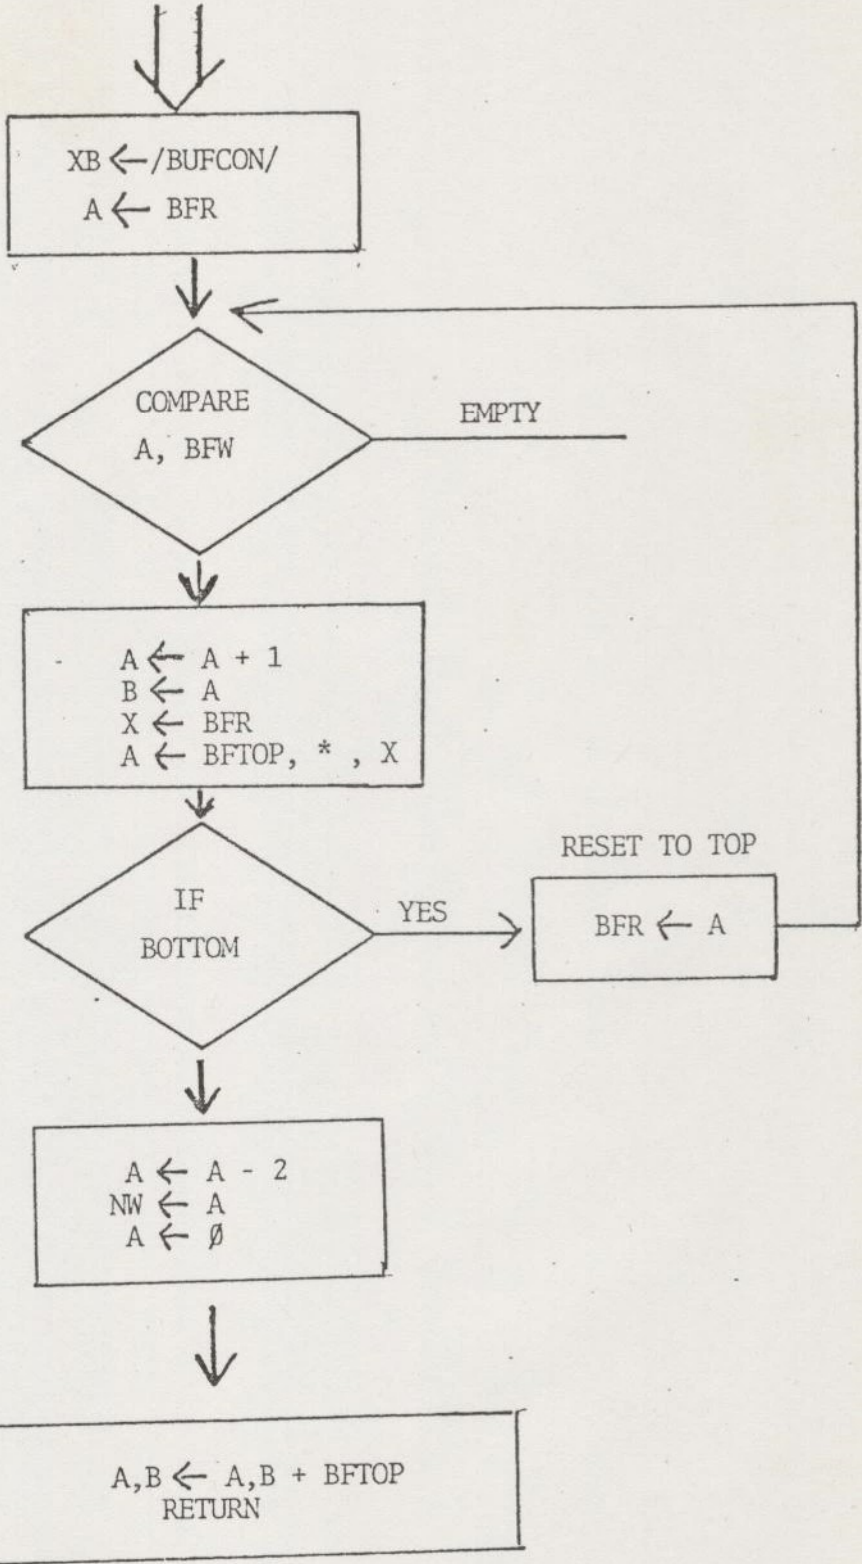 XB ← /BUFCON/
A ← BFR
COMPARE
A, BFW
EMPTY
A ← A + 1
B ← A
X ← BFR
A ← BFTOP, * , X
IF
BOTTOM
YES
RESET TO TOP
BFR ← A
A ← A - 2
NW ← A
A ← Ø
A,B ← A,B + BFTOP
RETURN